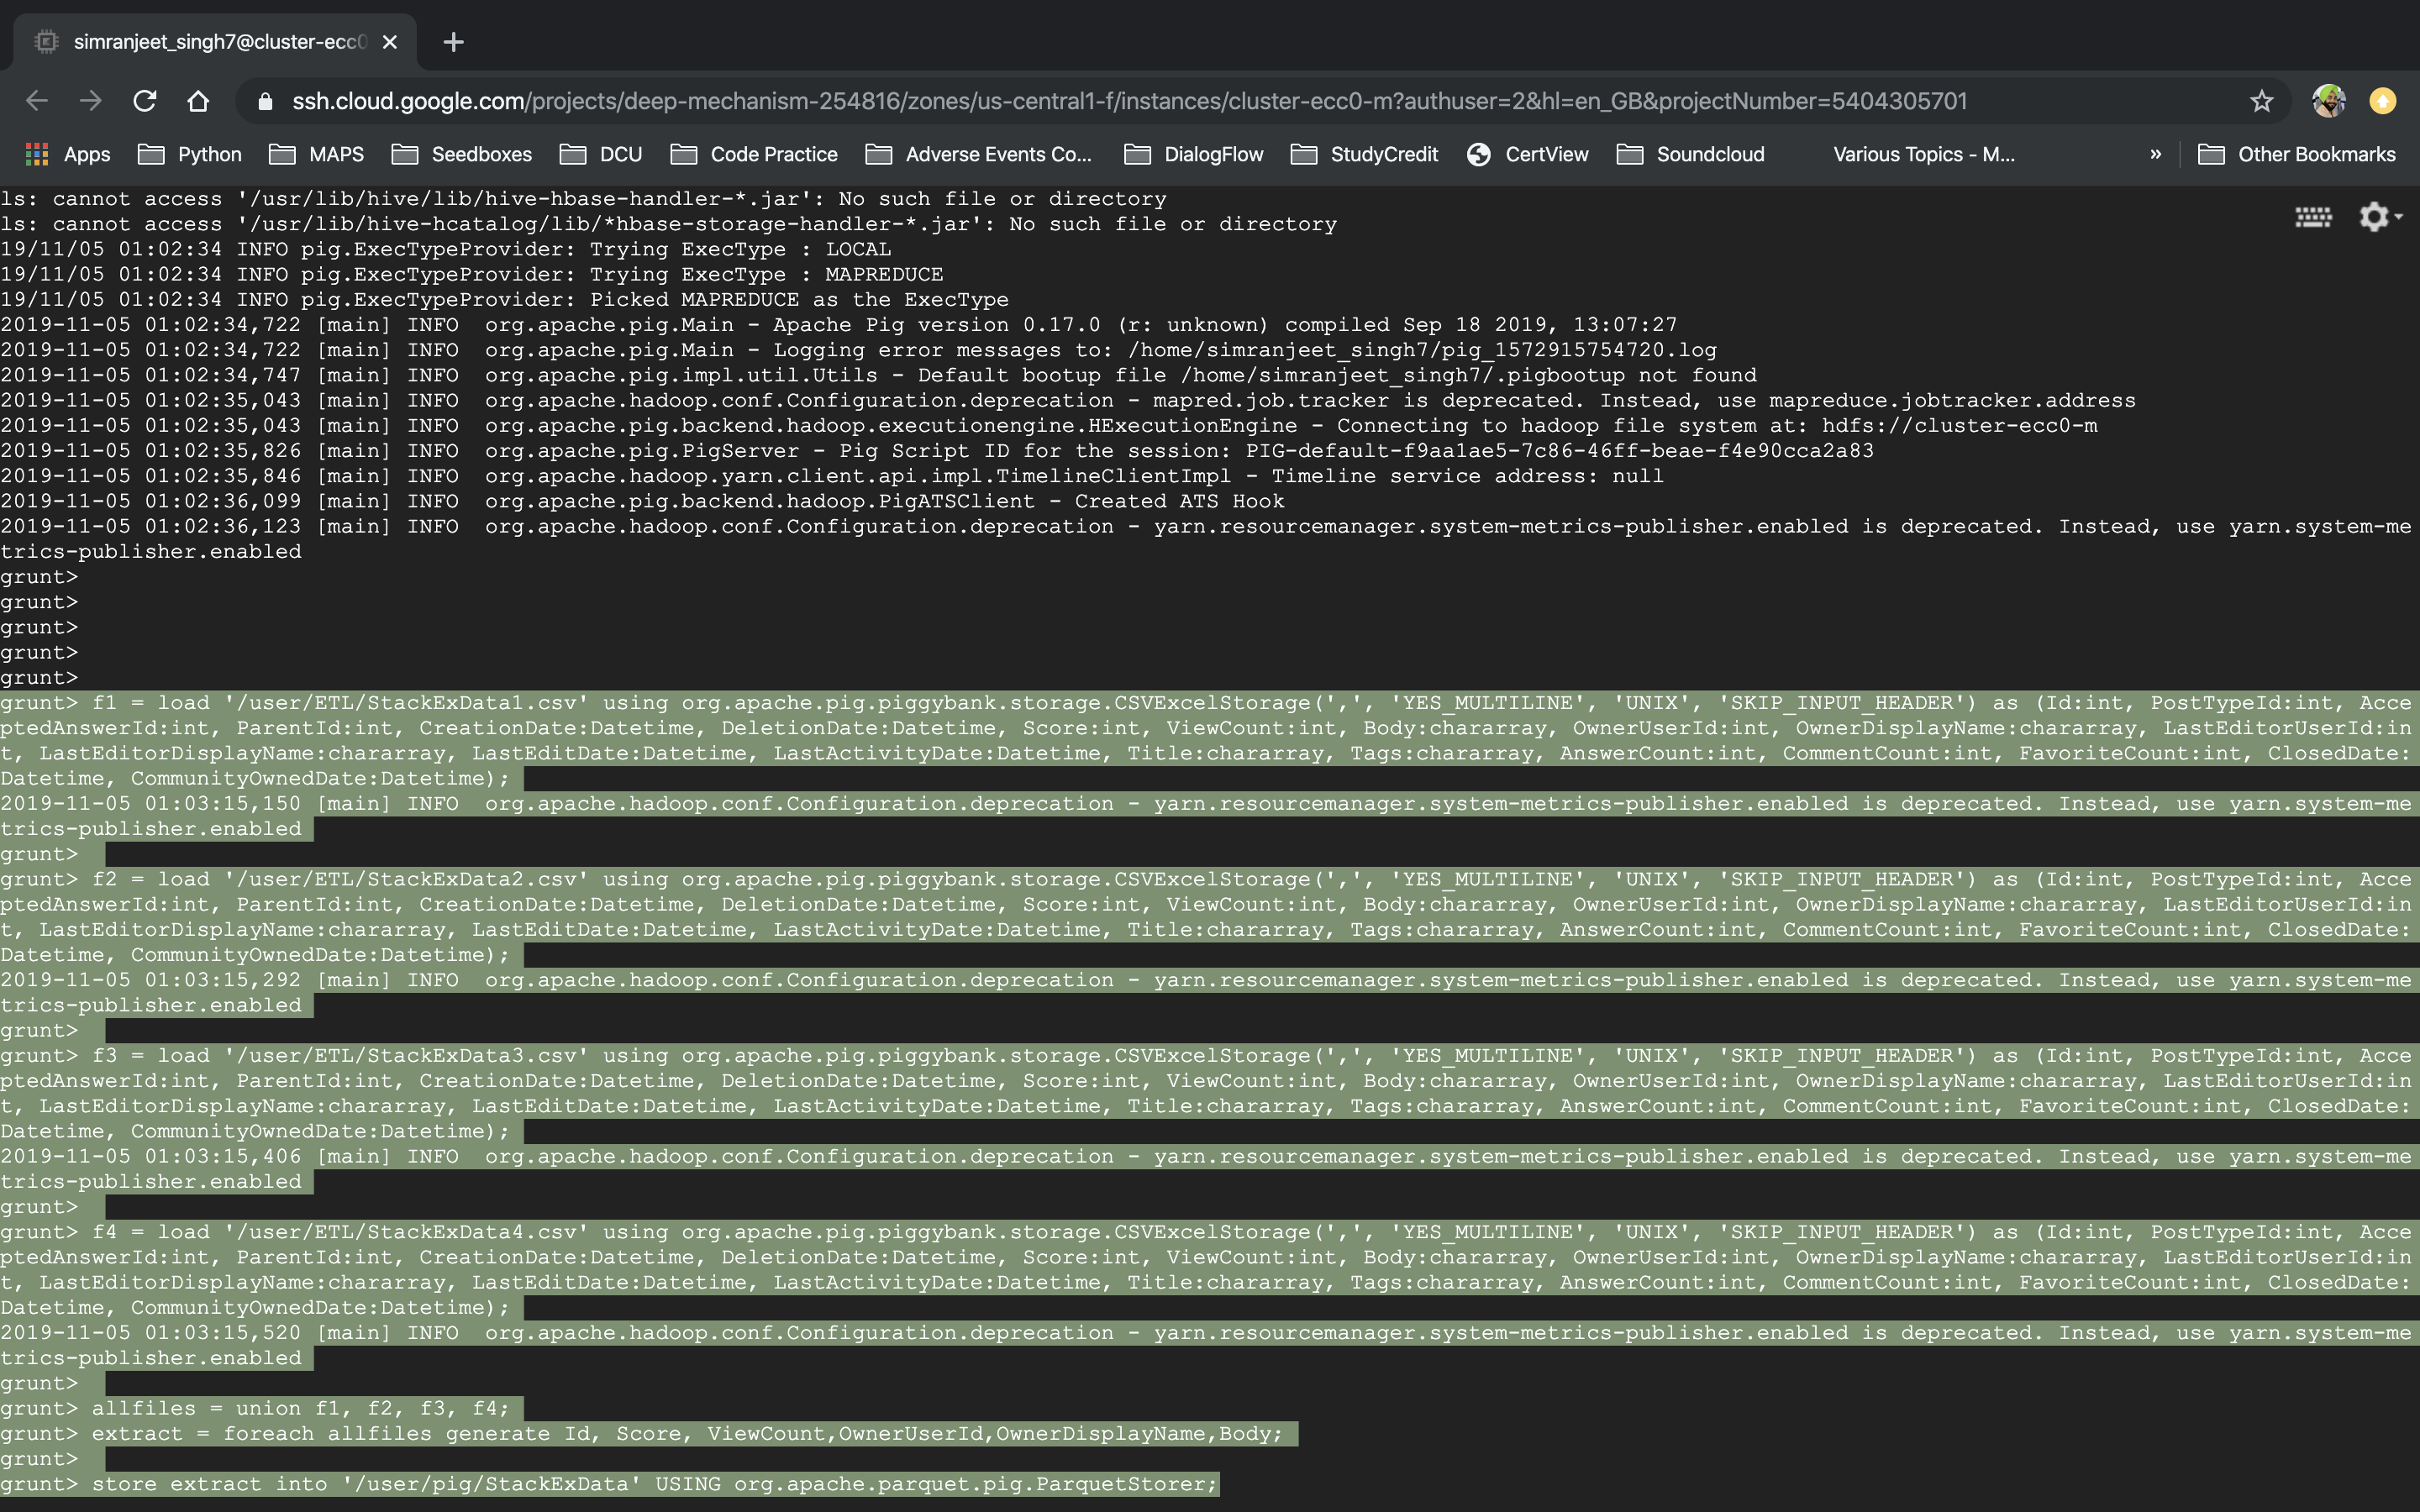 simranjeet_singh7@cluster-ecc0
ssh.cloud.google.com/projects/deep-mechanism-254816/zones/us-central1-f/instances/cluster-ecc0-m?authuser=2&hl=en_GB&projectNumber=5404305701
Apps Python MAPS Seedboxes DCU Code Practice Adverse Events Co... DialogFlow StudyCredit CertView Soundcloud Various Topics - M... » Other Bookmarks
ls: cannot access '/usr/lib/hive/lib/hive-hbase-handler-*.jar': No such file or directory
ls: cannot access '/usr/lib/hive-hcatalog/lib/*hbase-storage-handler-*.jar': No such file or directory
19/11/05 01:02:34 INFO pig.ExecTypeProvider: Trying ExecType : LOCAL
19/11/05 01:02:34 INFO pig.ExecTypeProvider: Trying ExecType : MAPREDUCE
19/11/05 01:02:34 INFO pig.ExecTypeProvider: Picked MAPREDUCE as the ExecType
2019-11-05 01:02:34,722 [main] INFO  org.apache.pig.Main - Apache Pig version 0.17.0 (r: unknown) compiled Sep 18 2019, 13:07:27
2019-11-05 01:02:34,722 [main] INFO  org.apache.pig.Main - Logging error messages to: /home/simranjeet_singh7/pig_1572915754720.log
2019-11-05 01:02:34,747 [main] INFO  org.apache.pig.impl.util.Utils - Default bootup file /home/simranjeet_singh7/.pigbootup not found
2019-11-05 01:02:35,043 [main] INFO  org.apache.hadoop.conf.Configuration.deprecation - mapred.job.tracker is deprecated. Instead, use mapreduce.jobtracker.address
2019-11-05 01:02:35,043 [main] INFO  org.apache.pig.backend.hadoop.executionengine.HExecutionEngine - Connecting to hadoop file system at: hdfs://cluster-ecc0-m
2019-11-05 01:02:35,826 [main] INFO  org.apache.pig.PigServer - Pig Script ID for the session: PIG-default-f9aa1ae5-7c86-46ff-beae-f4e90cca2a83
2019-11-05 01:02:35,846 [main] INFO  org.apache.hadoop.yarn.client.api.impl.TimelineClientImpl - Timeline service address: null
2019-11-05 01:02:36,099 [main] INFO  org.apache.pig.backend.hadoop.PigATSClient - Created ATS Hook
2019-11-05 01:02:36,123 [main] INFO  org.apache.hadoop.conf.Configuration.deprecation - yarn.resourcemanager.system-metrics-publisher.enabled is deprecated. Instead, use yarn.system-me
trics-publisher.enabled
grunt>
grunt>
grunt>
grunt>
grunt>
grunt> f1 = load '/user/ETL/StackExData1.csv' using org.apache.pig.piggybank.storage.CSVExcelStorage(',', 'YES_MULTILINE', 'UNIX', 'SKIP_INPUT_HEADER') as (Id:int, PostTypeId:int, Acce
ptedAnswerId:int, ParentId:int, CreationDate:Datetime, DeletionDate:Datetime, Score:int, ViewCount:int, Body:chararray, OwnerUserId:int, OwnerDisplayName:chararray, LastEditorUserId:in
t, LastEditorDisplayName:chararray, LastEditDate:Datetime, LastActivityDate:Datetime, Title:chararray, Tags:chararray, AnswerCount:int, CommentCount:int, FavoriteCount:int, ClosedDate:
Datetime, CommunityOwnedDate:Datetime);
2019-11-05 01:03:15,150 [main] INFO  org.apache.hadoop.conf.Configuration.deprecation - yarn.resourcemanager.system-metrics-publisher.enabled is deprecated. Instead, use yarn.system-me
trics-publisher.enabled
grunt>
grunt> f2 = load '/user/ETL/StackExData2.csv' using org.apache.pig.piggybank.storage.CSVExcelStorage(',', 'YES_MULTILINE', 'UNIX', 'SKIP_INPUT_HEADER') as (Id:int, PostTypeId:int, Acce
ptedAnswerId:int, ParentId:int, CreationDate:Datetime, DeletionDate:Datetime, Score:int, ViewCount:int, Body:chararray, OwnerUserId:int, OwnerDisplayName:chararray, LastEditorUserId:in
t, LastEditorDisplayName:chararray, LastEditDate:Datetime, LastActivityDate:Datetime, Title:chararray, Tags:chararray, AnswerCount:int, CommentCount:int, FavoriteCount:int, ClosedDate:
Datetime, CommunityOwnedDate:Datetime);
2019-11-05 01:03:15,292 [main] INFO  org.apache.hadoop.conf.Configuration.deprecation - yarn.resourcemanager.system-metrics-publisher.enabled is deprecated. Instead, use yarn.system-me
trics-publisher.enabled
grunt>
grunt> f3 = load '/user/ETL/StackExData3.csv' using org.apache.pig.piggybank.storage.CSVExcelStorage(',', 'YES_MULTILINE', 'UNIX', 'SKIP_INPUT_HEADER') as (Id:int, PostTypeId:int, Acce
ptedAnswerId:int, ParentId:int, CreationDate:Datetime, DeletionDate:Datetime, Score:int, ViewCount:int, Body:chararray, OwnerUserId:int, OwnerDisplayName:chararray, LastEditorUserId:in
t, LastEditorDisplayName:chararray, LastEditDate:Datetime, LastActivityDate:Datetime, Title:chararray, Tags:chararray, AnswerCount:int, CommentCount:int, FavoriteCount:int, ClosedDate:
Datetime, CommunityOwnedDate:Datetime);
2019-11-05 01:03:15,406 [main] INFO  org.apache.hadoop.conf.Configuration.deprecation - yarn.resourcemanager.system-metrics-publisher.enabled is deprecated. Instead, use yarn.system-me
trics-publisher.enabled
grunt>
grunt> f4 = load '/user/ETL/StackExData4.csv' using org.apache.pig.piggybank.storage.CSVExcelStorage(',', 'YES_MULTILINE', 'UNIX', 'SKIP_INPUT_HEADER') as (Id:int, PostTypeId:int, Acce
ptedAnswerId:int, ParentId:int, CreationDate:Datetime, DeletionDate:Datetime, Score:int, ViewCount:int, Body:chararray, OwnerUserId:int, OwnerDisplayName:chararray, LastEditorUserId:in
t, LastEditorDisplayName:chararray, LastEditDate:Datetime, LastActivityDate:Datetime, Title:chararray, Tags:chararray, AnswerCount:int, CommentCount:int, FavoriteCount:int, ClosedDate:
Datetime, CommunityOwnedDate:Datetime);
2019-11-05 01:03:15,520 [main] INFO  org.apache.hadoop.conf.Configuration.deprecation - yarn.resourcemanager.system-metrics-publisher.enabled is deprecated. Instead, use yarn.system-me
trics-publisher.enabled
grunt>
grunt> allfiles = union f1, f2, f3, f4;
grunt> extract = foreach allfiles generate Id, Score, ViewCount,OwnerUserId,OwnerDisplayName,Body;
grunt>
grunt> store extract into '/user/pig/StackExData' USING org.apache.parquet.pig.ParquetStorer;